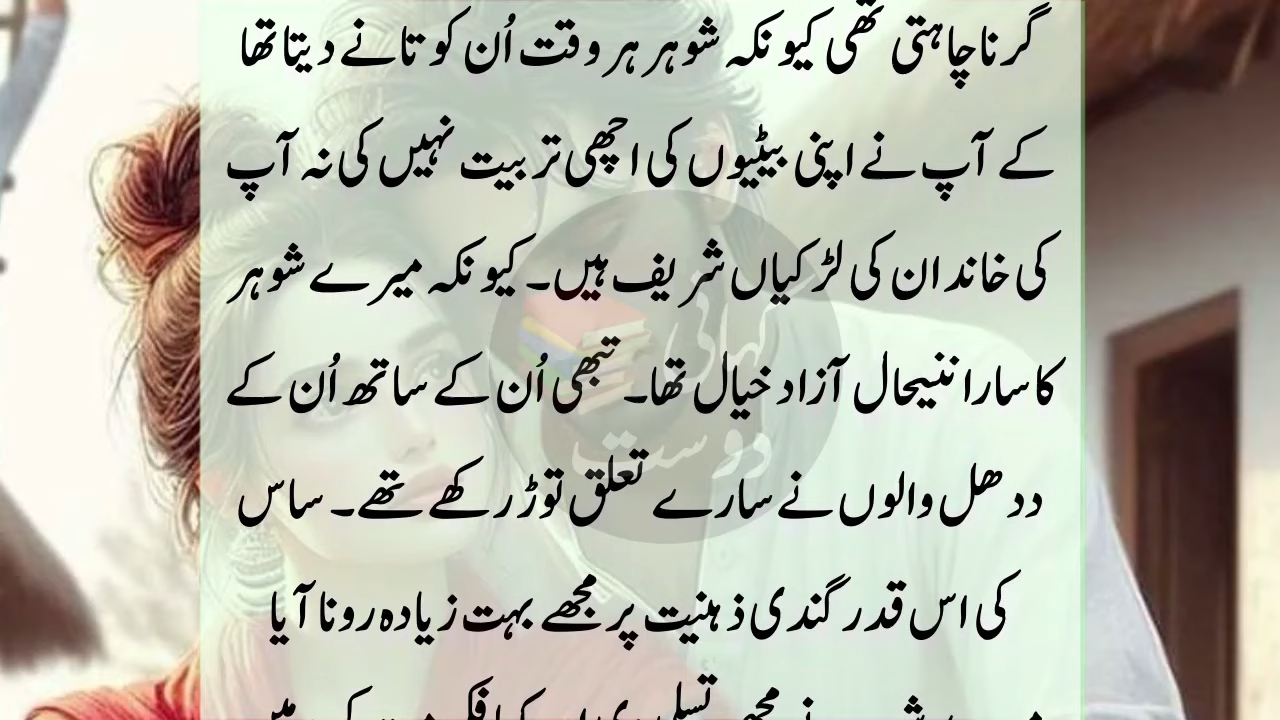 گرنا چاہتی تھی کیونکہ شوہر ہر وقت اُن کو تانے دیتا تھا
کے آپ نے اپنی بیٹیوں کی اچھی تربیت نہیں کی نہ آپ
کی خاندان کی لڑکیاں شریف ہیں۔ کیونکہ میرے شوہر
کا سارا ننیحال آزاد خیال تھا۔ تبھی اُن کے ساتھ اُن کے
ددھل والوں نے سارے تعلق توڑ رکھے تھے۔ ساس
کی اس قدر گندی ذہنیت پر مجھے بہت زیادہ رونا آیا
کہانی
دوست